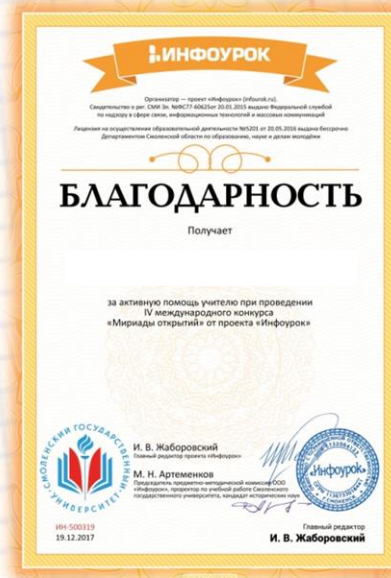 ИНФОУРОК
Организатор — проект «Инфоурок» (infourok.ru).
Свидетельство о рег. СМИ Эл. №ФС77-60625от 20.01.2015 выдано Федеральной службой
по надзору в сфере связи, информационных технологий и массовых коммуникаций
Лицензия на осуществление образовательной деятельности №5201 от 20.05.2016 выдана бессрочно
Департаментом Смоленской области по образованию, науке и делам молодёжи
БЛАГОДАРНОСТЬ
Получает
за активную помощь учителю при проведении
IV международного конкурса
«Мириады открытий» от проекта «Инфоурок»
СМОЛЕНСКИЙ ГОСУДАРСТВЕННЫЙ УНИВЕРСИТЕТ
И. В. Жаборовский
Главный редактор проекта «Инфоурок»
М. Н. Артеменков
Председатель предметно-методической комиссии ООО
«Инфоурок», проректор по учебной работе Смоленского
государственного университета, кандидат исторических наук
«Инфоурок»
ИН-500319
19.12.2017
Главный редактор
И. В. Жаборовский